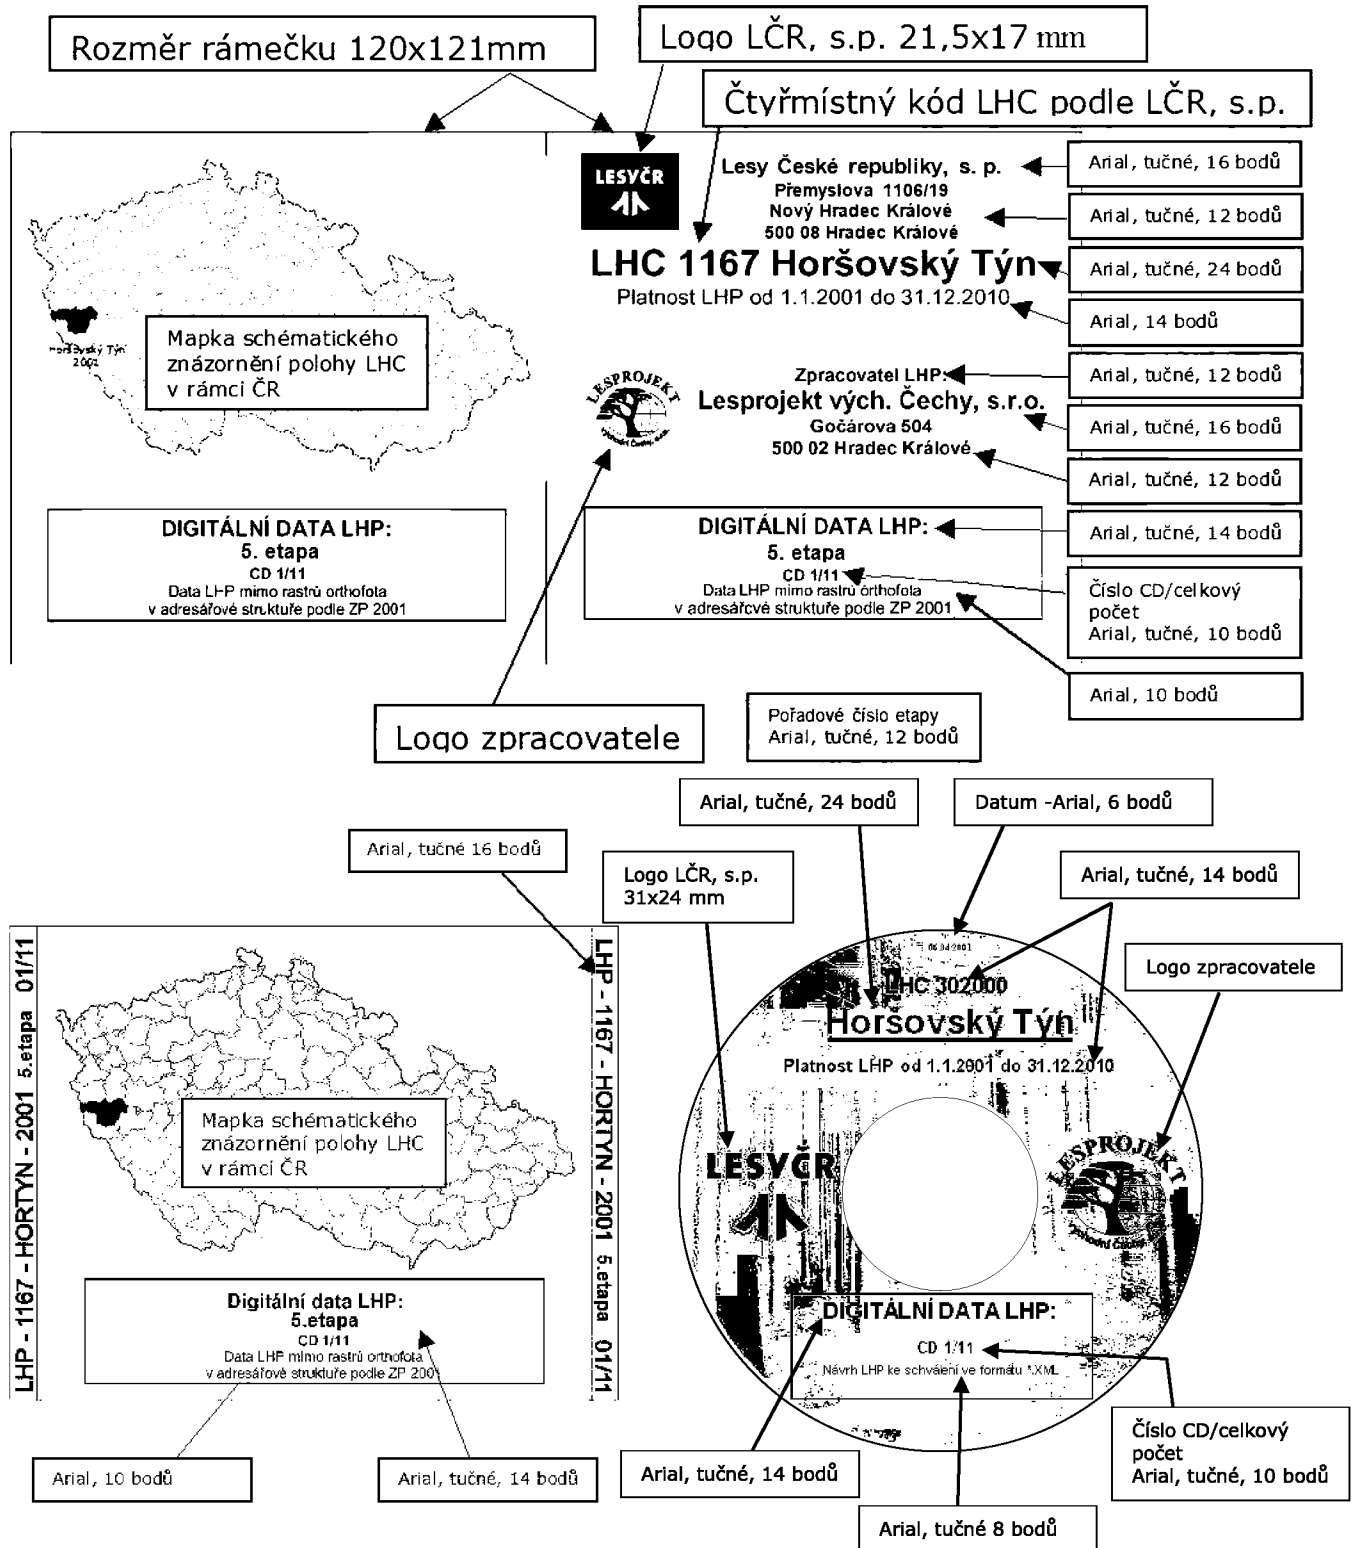 Rozměr rámečku 120x121mm
Logo LČR, s.p. 21,5x17 mm
Čtyřmístný kód LHC podle LČR, s.p.
LESYČR
Lesy České republiky, s. p.
Přemyslova 1106/19
Nový Hradec Králové
500 08 Hradec Králové
LHC 1167 Horšovský Týn
Platnost LHP od 1.1.2001 do 31.12.2010
Arial, tučné, 16 bodů
Arial, tučné, 12 bodů
Arial, tučné, 24 bodů
Arial, 14 bodů
Horšovský Týn
2001
Mapka schématického
znázornění polohy LHC
v rámci ČR
LESPROJEKT
východní Čechy, s.r.o.
Zpracovatel LHP:
Lesprojekt vých. Čechy, s.r.o.
Gočárova 504
500 02 Hradec Králové
Arial, tučné, 12 bodů
Arial, tučné, 16 bodů
Arial, tučné, 12 bodů
DIGITÁLNÍ DATA LHP:
5. etapa
CD 1/11
Data LHP mimo rastrů orthofota
v adresářové struktuře podle ZP 2001
DIGITÁLNÍ DATA LHP:
5. etapa
CD 1/11
Data LHP mimo rastrů orthofota
v adresářové struktuře podle ZP 2001
Arial, tučné, 14 bodů
Číslo CD/celkový
počet
Arial, tučné, 10 bodů
Arial, 10 bodů
Logo zpracovatele
Pořadové číslo etapy
Arial, tučné, 12 bodů
Arial, tučné, 24 bodů
Datum -Arial, 6 bodů
Arial, tučné 16 bodů
Logo LČR, s.p.
31x24 mm
Arial, tučné, 14 bodů
Logo zpracovatele
LHP - 1167 - HORTYN - 2001 5.etapa 01/11
Mapka schématického
znázornění polohy LHC
v rámci ČR
LHP - 1167 - HORTYN - 2001 5.etapa 01/11
Digitální data LHP:
5.etapa
CD 1/11
Data LHP mimo rastrů orthofota
v adresářové struktuře podle ZP 2001
06.04.2001
LHC 302000
Horšovský Týn
Platnost LHP od 1.1.2001 do 31.12.2010
LESYČR
LESPROJEKT
východní Čechy
DIGITÁLNÍ DATA LHP:
CD 1/11
Návrh LHP ke schválení ve formátu *.XML
Arial, 10 bodů
Arial, tučné, 14 bodů
Arial, tučné, 14 bodů
Číslo CD/celkový
počet
Arial, tučné, 10 bodů
Arial, tučné 8 bodů